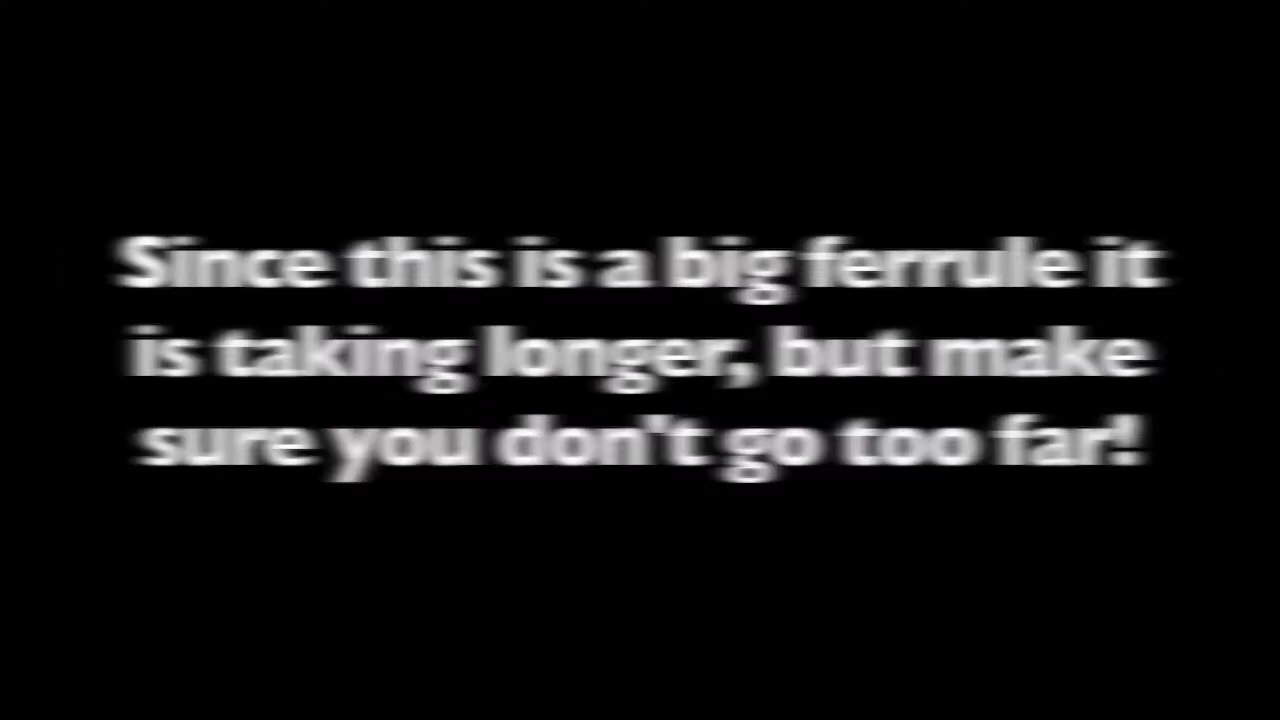 Since this is a big ferrule it
is taking longer, but make
sure you don't go too far!